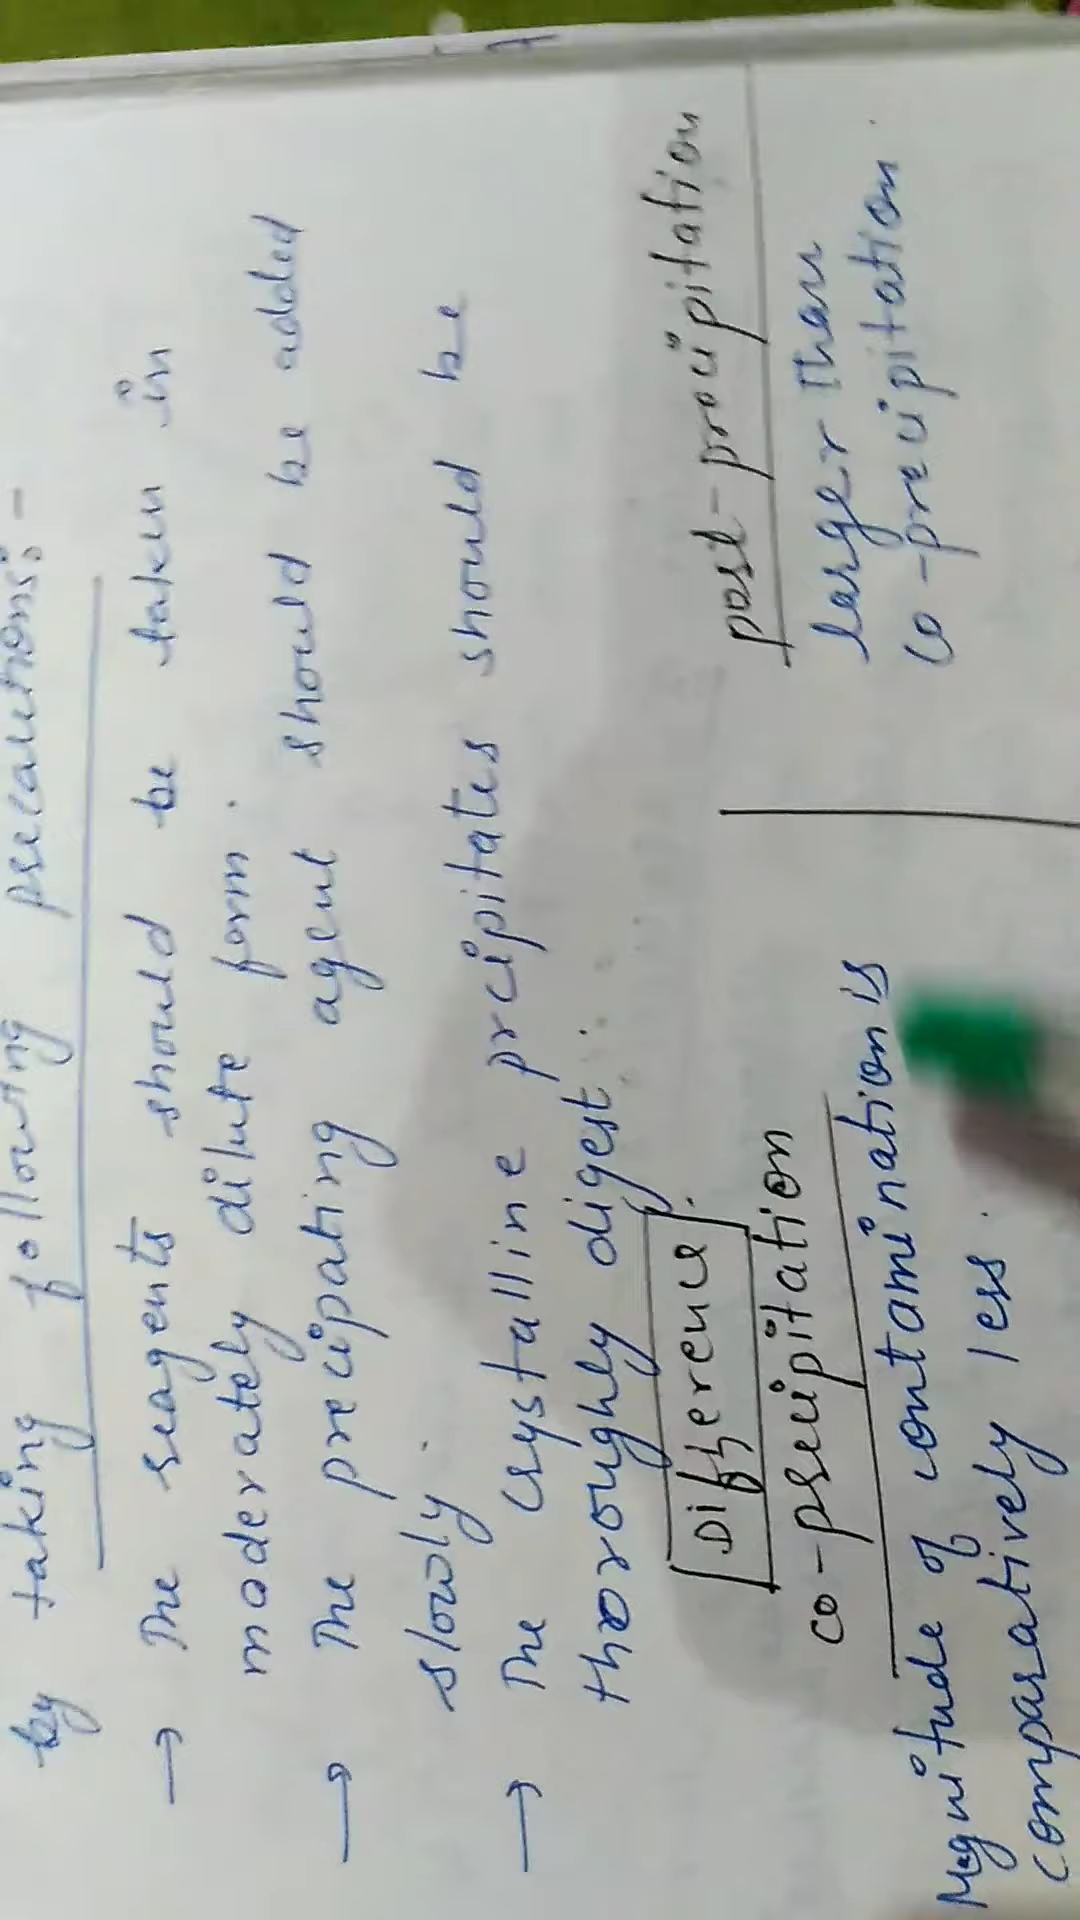 by taking following precautions:-
→ The reagents should be taken in
moderately dilute form.
→ The precipating agent should be added
slowly.
→ The crystalline prcipitates should be
thoroughly digest...
Difference
co-precipitation
post-precipitation
Magnitude of contamination is
comparatively less.
larger than
co-precipitation.